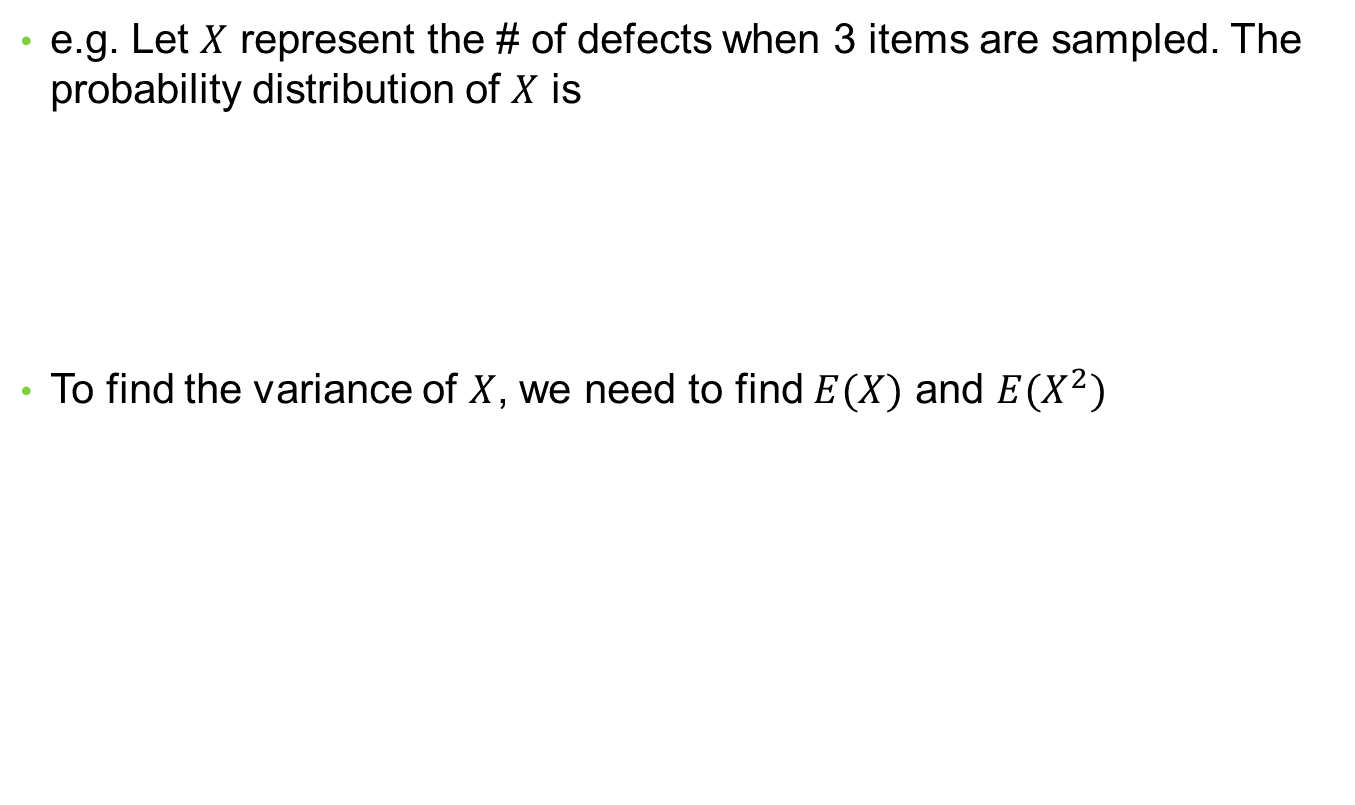 • e.g. Let 𝑋 represent the # of defects when 3 items are sampled. The
probability distribution of 𝑋 is
• To find the variance of 𝑋, we need to find 𝐸(𝑋) and 𝐸(𝑋²)